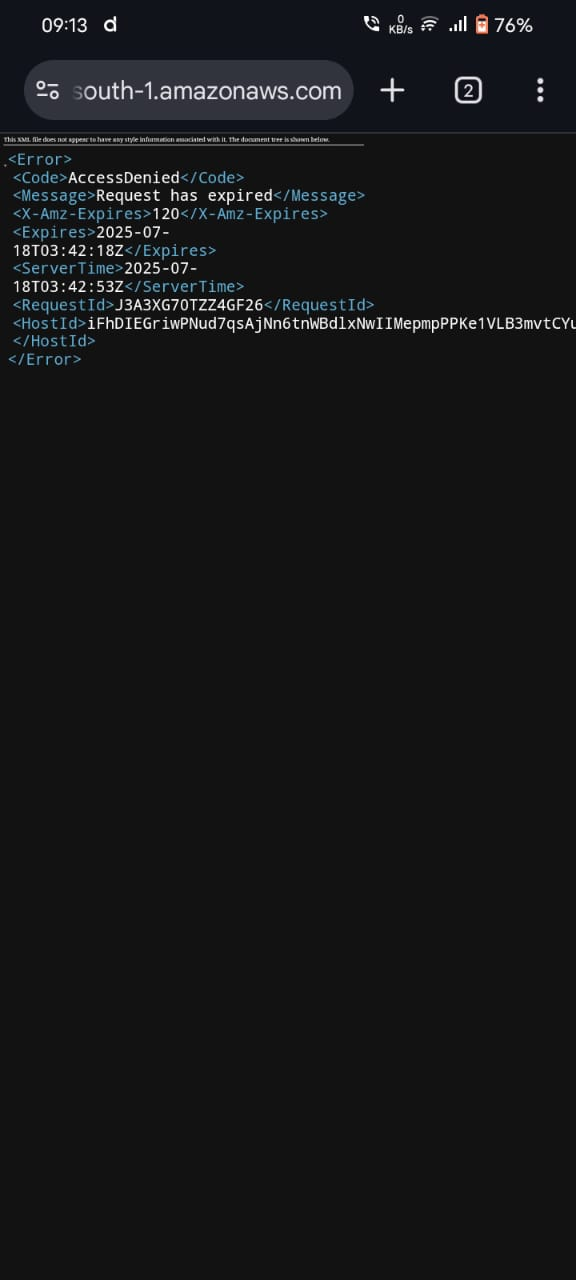 09:13 d 0 KB/s 76%
south-1.amazonaws.com 2
This XML file does not appear to have any style information associated with it. The document tree is shown below.
<Error>
<Code>AccessDenied</Code>
<Message>Request has expired</Message>
<X-Amz-Expires>120</X-Amz-Expires>
<Expires>2025-07-
18T03:42:18Z</Expires>
<ServerTime>2025-07-
18T03:42:53Z</ServerTime>
<RequestId>J3A3XG70TZZ4GF26</RequestId>
<HostId>iFhDIEGriwPNud7qsAjNn6tnWBdlxNwIIMepmpPPKe1VLB3mvtCYu
</HostId>
</Error>